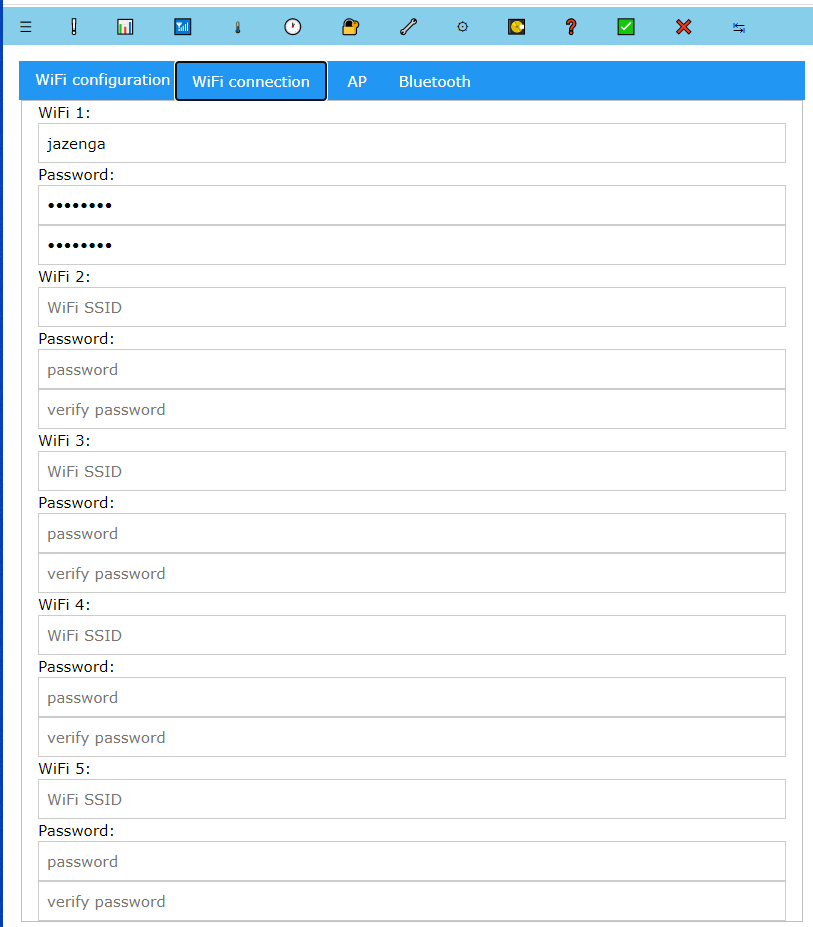 WiFi configuration WiFi connection AP Bluetooth
WiFi 1:
jazenga
Password:
••••••••
••••••••
WiFi 2:
WiFi SSID
Password:
password
verify password
WiFi 3:
WiFi SSID
Password:
password
verify password
WiFi 4:
WiFi SSID
Password:
password
verify password
WiFi 5:
WiFi SSID
Password:
password
verify password